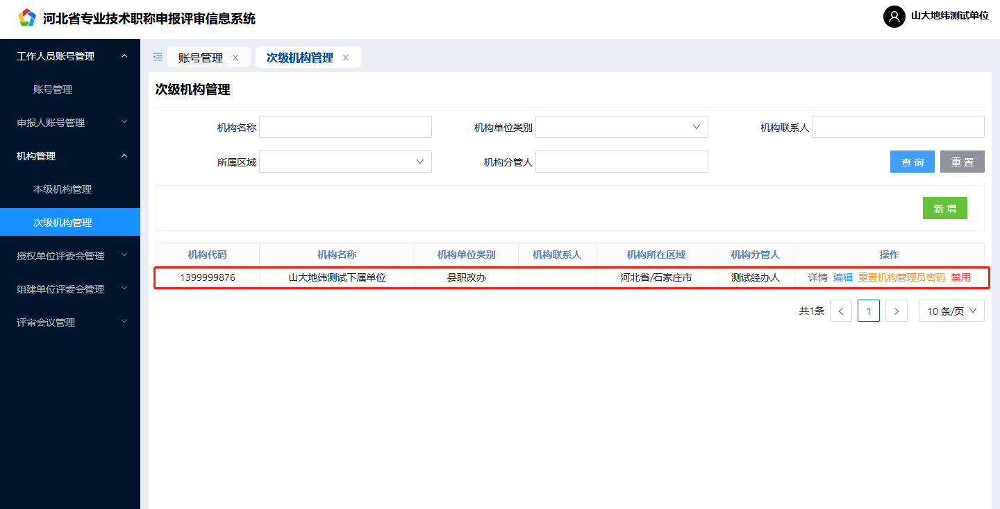 河北省专业技术职称申报评审信息系统
山大地纬测试单位
工作人员账号管理
账号管理
申报人账号管理
机构管理
本级机构管理
次级机构管理
授权单位评委会管理
组建单位评委会管理
评审会议管理
账号管理 次级机构管理
次级机构管理
机构名称 机构单位类别 机构联系人
所属区域 机构分管人 查询 重置
新增
机构代码 机构名称 机构单位类别 机构联系人 机构所在区域 机构分管人 操作
1399999876 山大地纬测试下属单位 县职改办 河北省/石家庄市 测试经办人 详情 编辑 重置机构管理员密码 禁用
共1条 < 1 > 10 条/页